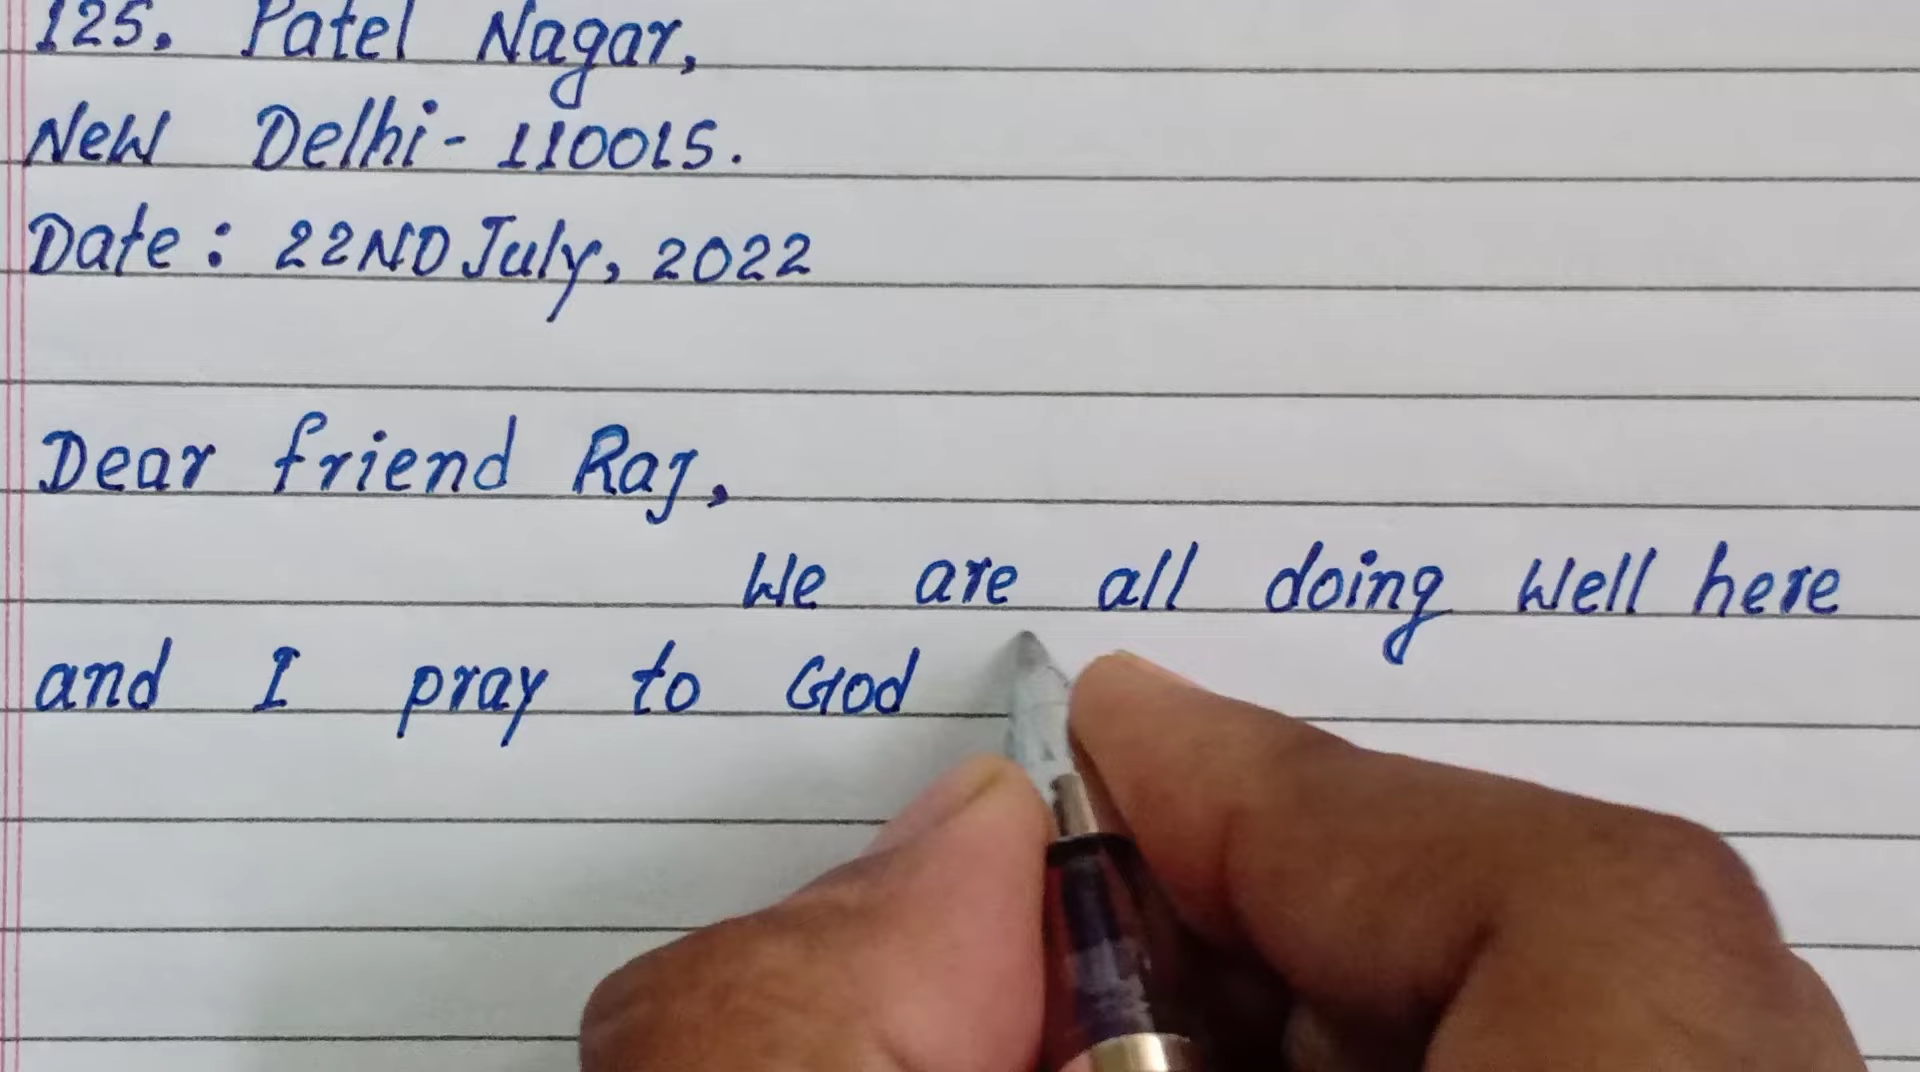 125, Patel Nagar,
New Delhi- 110015.
Date: 22ND July, 2022
Dear friend Raj,
We are all doing well here
and I pray to God